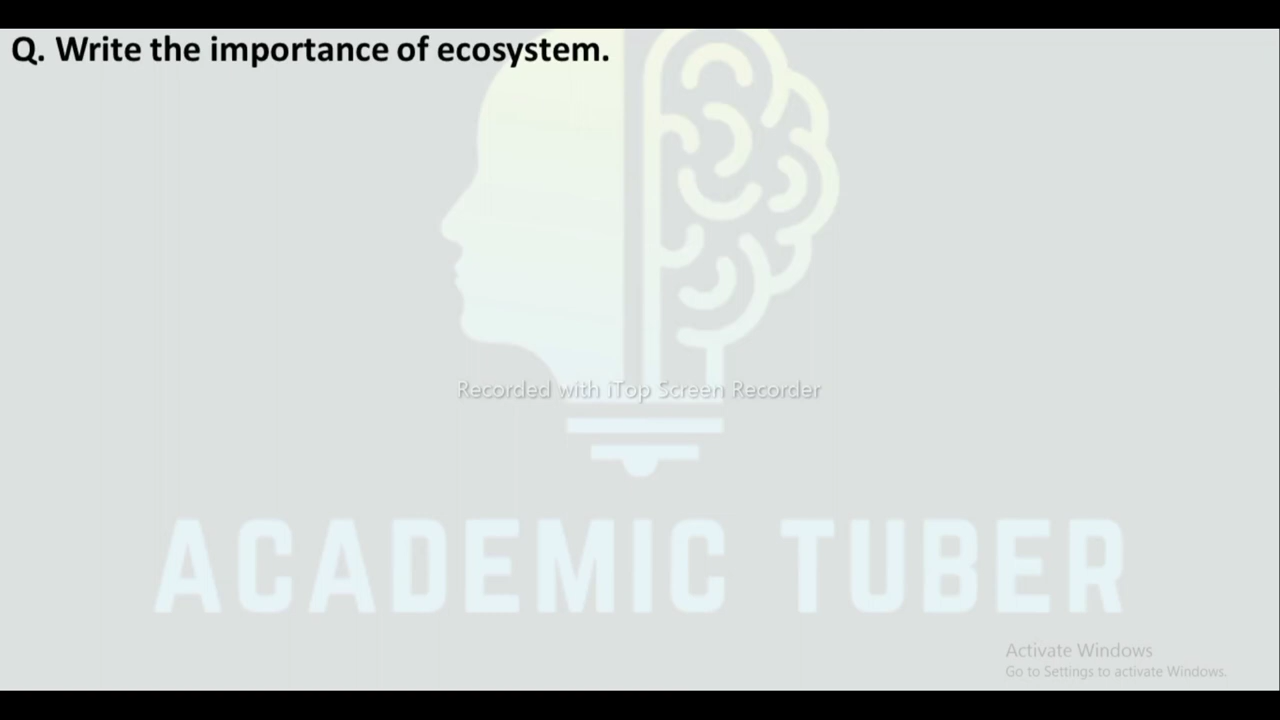 Q. Write the importance of ecosystem.
Recorded with iTop Screen Recorder
ACADEMIC TUBER
Activate Windows
Go to Settings to activate Windows.